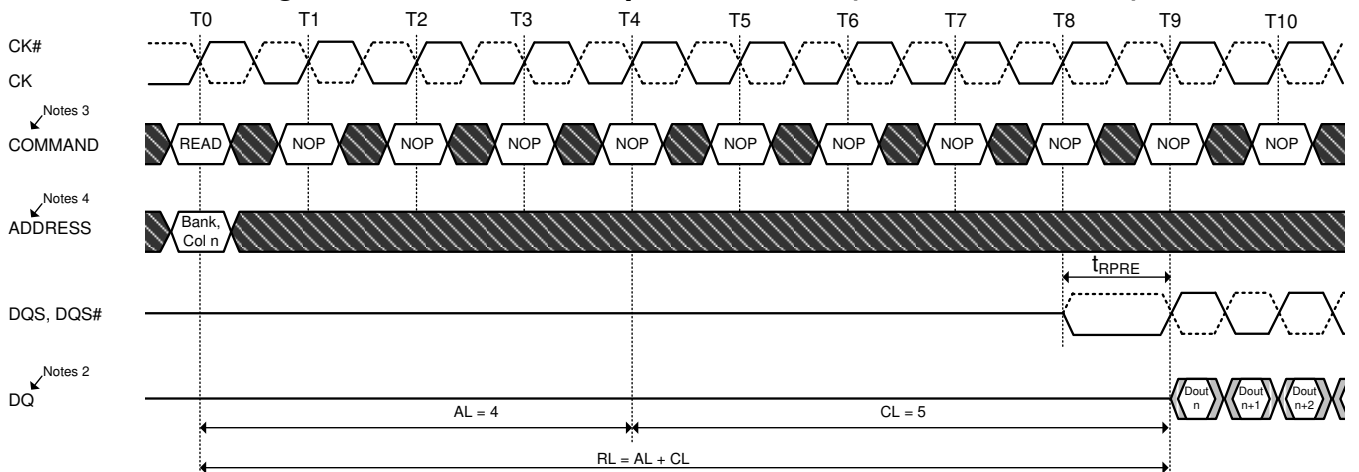 T0 T1 T2 T3 T4 T5 T6 T7 T8 T9 T10
CK#
CK
Notes 3
COMMAND
READ NOP NOP NOP NOP NOP NOP NOP NOP NOP NOP
Notes 4
ADDRESS
Bank,
Col n
tRPRE
DQS, DQS#
Notes 2
DQ
Dout
n
Dout
n+1
Dout
n+2
AL = 4
CL = 5
RL = AL + CL